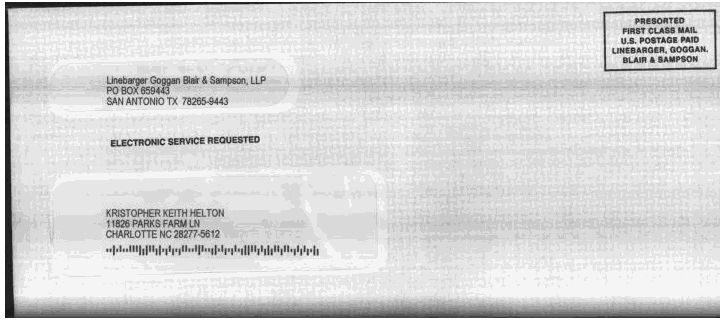 PRESORTED
FIRST CLASS MAIL
U.S. POSTAGE PAID
LINEBARGER, GOGGAN.
BLAIR & SAMPSON
Linebarger Goggan Blair & Sampson, LLP
PO BOX 659443
SAN ANTONIO TX 78265-9443
ELECTRONIC SERVICE REQUESTED
KRISTOPHER KEITH HELTON
11826 PARKS FARM LN
CHARLOTTE NC 28277-5612